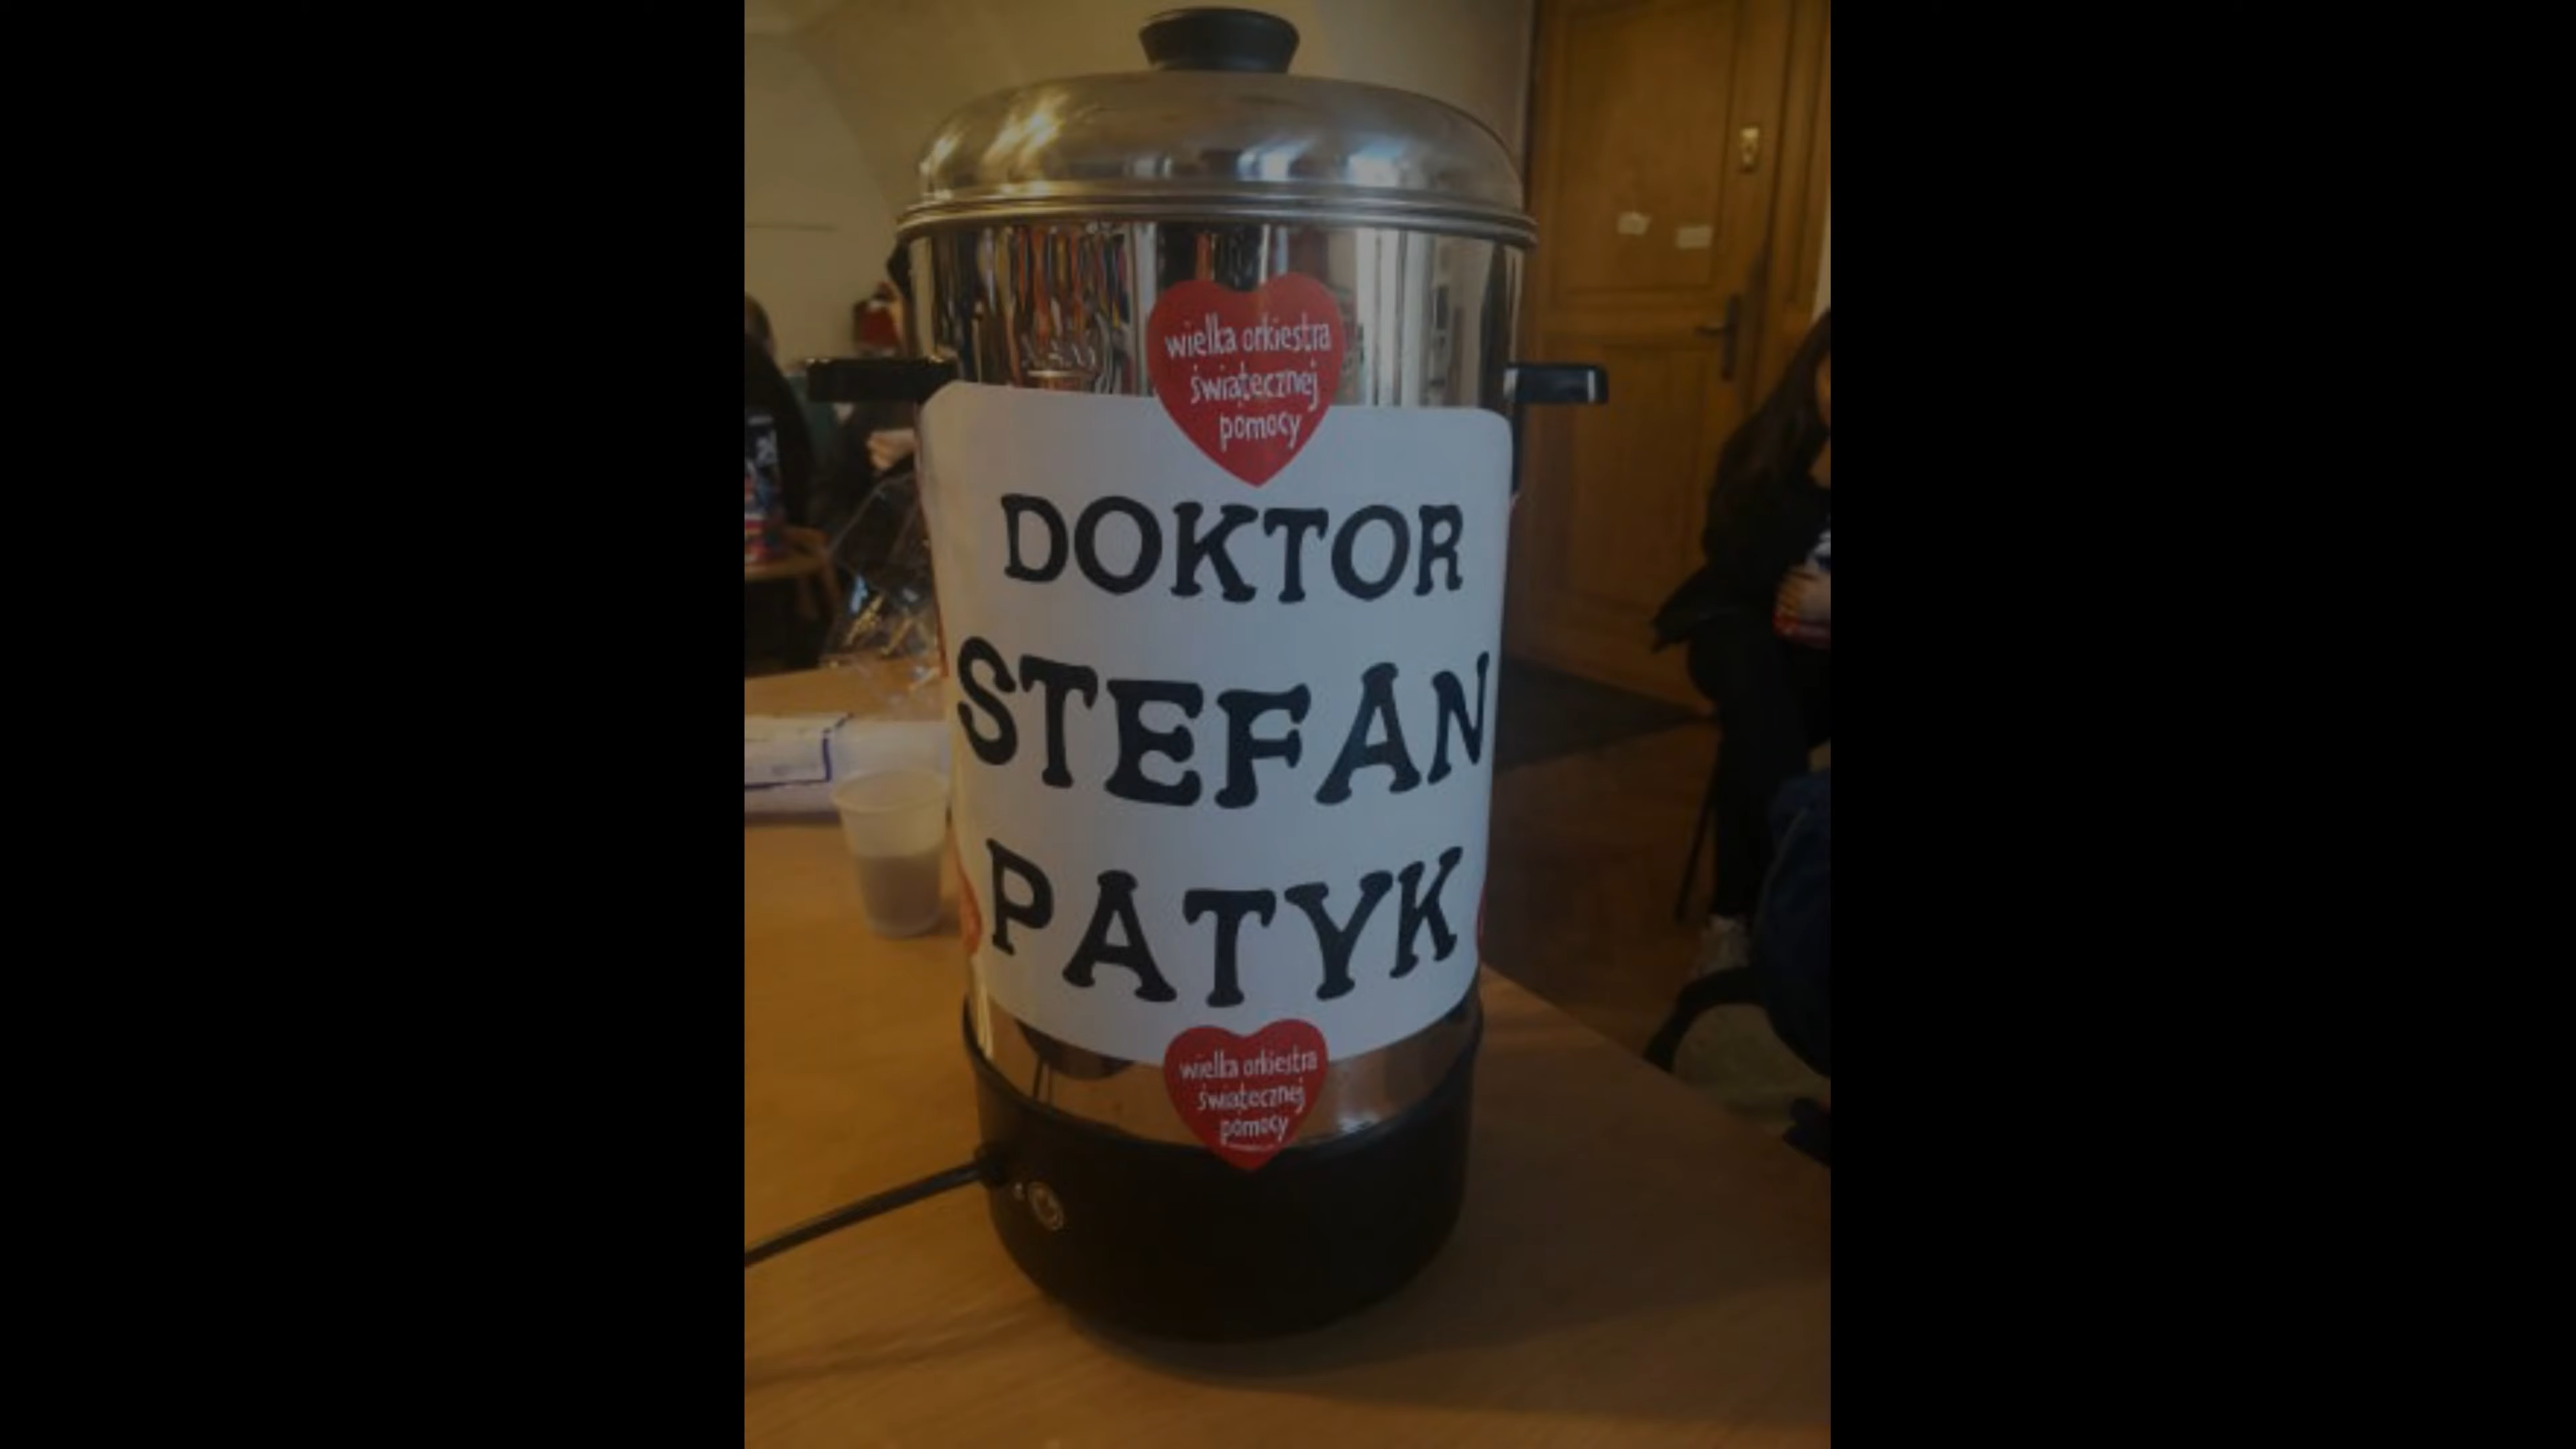 wielka orkiestra
świątecznej
pomocy
DOKTOR
STEFAN
PATYK
wielka orkiestra
świątecznej
pomocy